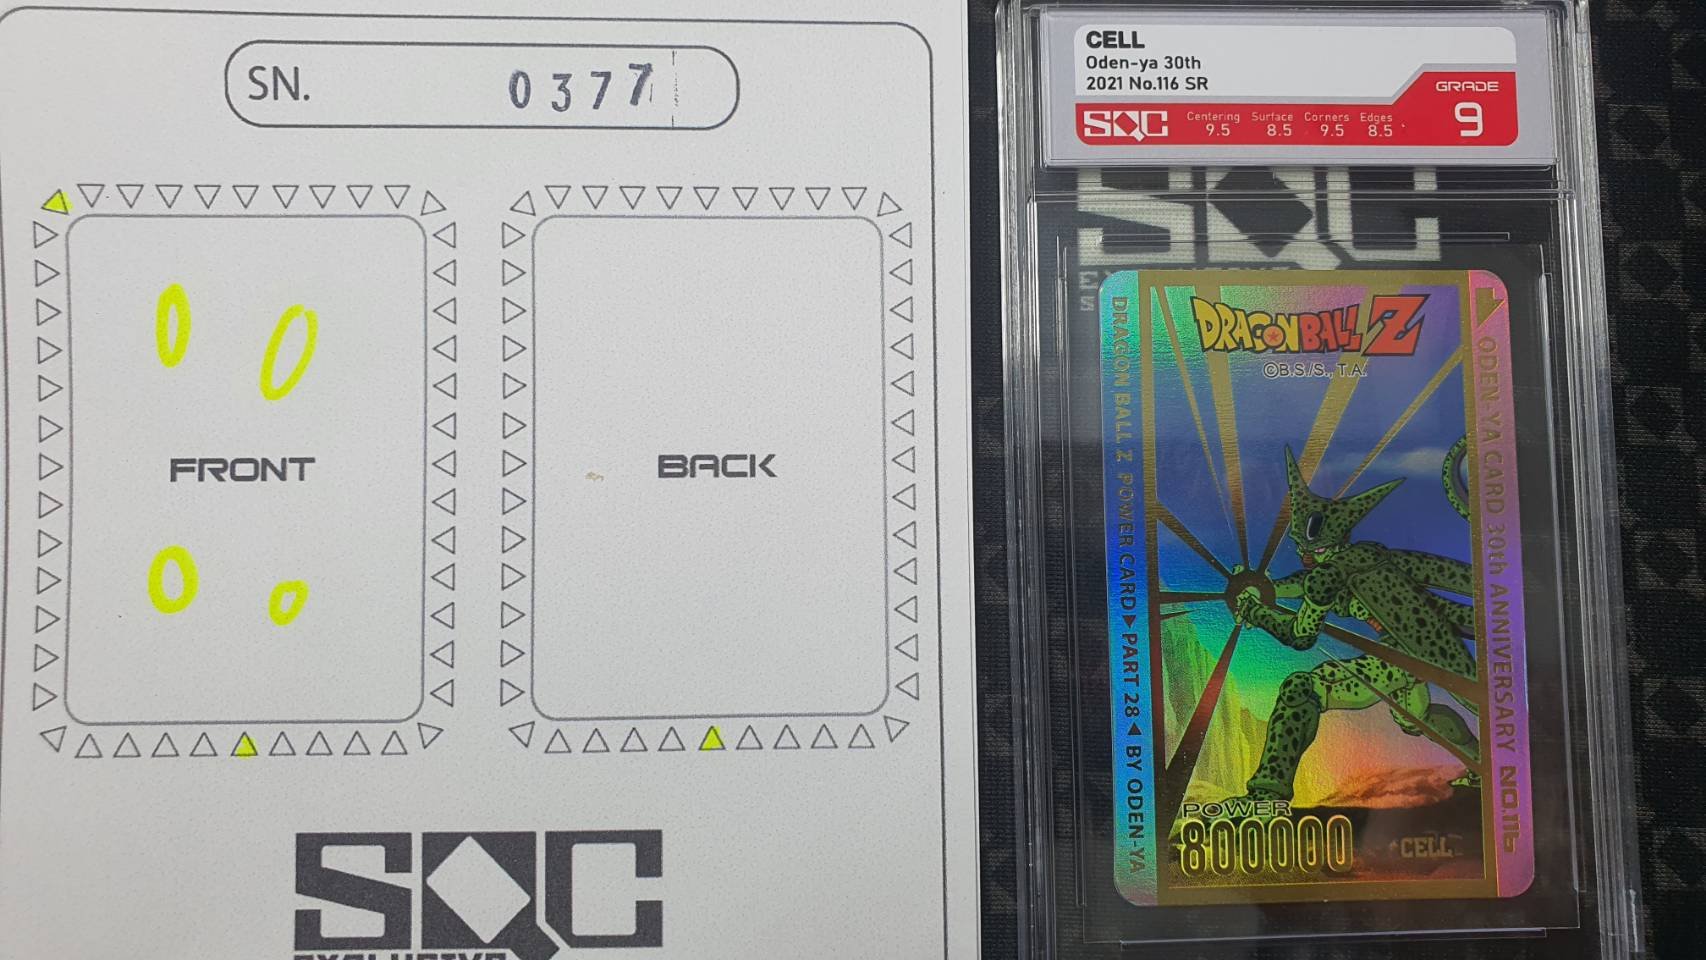 SN. 0377
FRONT
BACK
SQC
CELL
Oden-ya 30th
2021 No.116 SR
GRADE
9
SQC
Centering Surface Corners Edges
9.5 8.5 9.5 8.5
SQC
DRAGON BALL Z
©B.S./S., T.A.
DRAGON BALL Z POWER CARD▶PART 28◀BY ODEN-YA
ODEN-YA CARD 30th ANNIVERSARY NO.116
POWER
800000
CELL